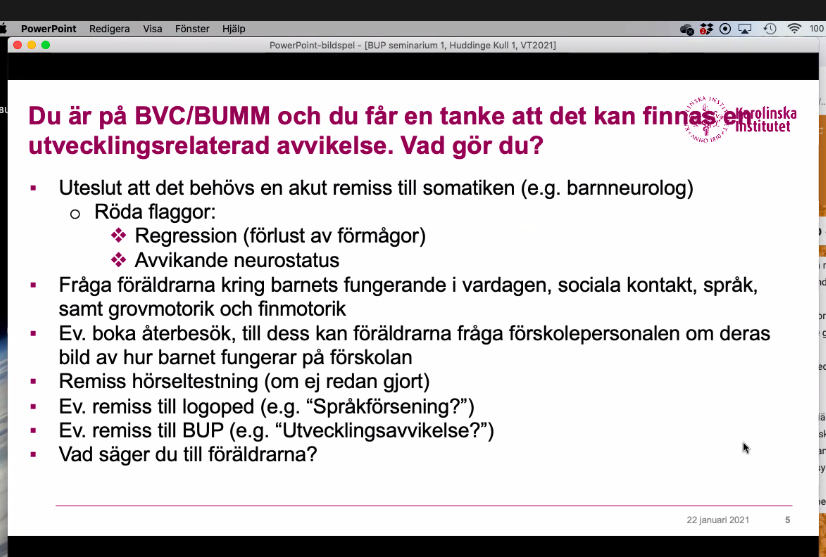 PowerPoint Redigera Visa Fönster Hjälp 100
PowerPoint-bildspel - [BUP seminarium 1, Huddinge Kull 1, VT2021]
Du är på BVC/BUMM och du får en tanke att det kan finnas en
utvecklingsrelaterad avvikelse. Vad gör du?
Karolinska
Institutet
▪ Uteslut att det behövs en akut remiss till somatiken (e.g. barnneurolog)
o Röda flaggor:
❖ Regression (förlust av förmågor)
❖ Avvikande neurostatus
▪ Fråga föräldrarna kring barnets fungerande i vardagen, sociala kontakt, språk,
samt grovmotorik och finmotorik
▪ Ev. boka återbesök, till dess kan föräldrarna fråga förskolepersonalen om deras
bild av hur barnet fungerar på förskolan
▪ Remiss hörseltestning (om ej redan gjort)
▪ Ev. remiss till logoped (e.g. “Språkförsening?”)
▪ Ev. remiss till BUP (e.g. “Utvecklingsavvikelse?”)
▪ Vad säger du till föräldrarna?
22 januari 2021 5